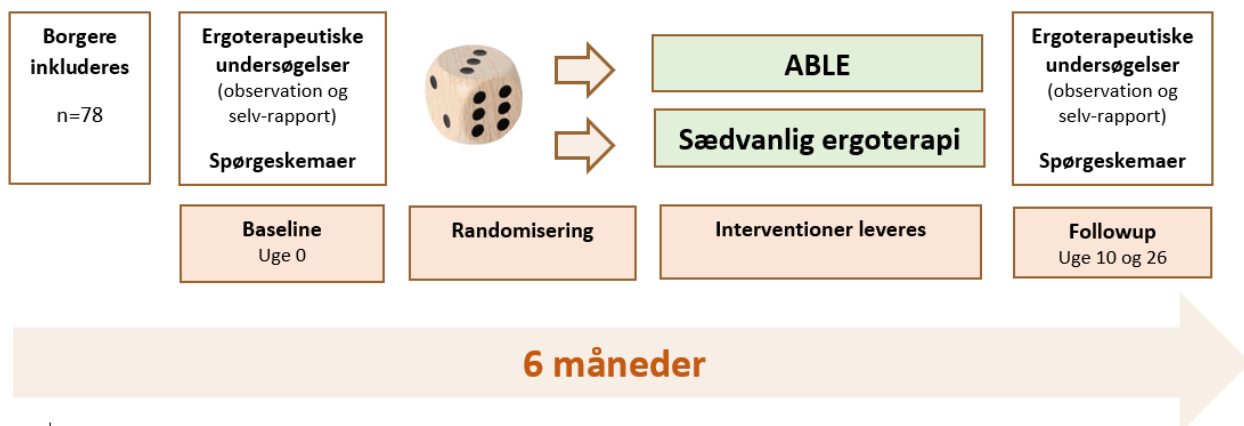 Borgere
inkluderes
n=78
Ergoterapeutiske
undersøgelser
(observation og
selv-rapport)
Spørgeskemaer
ABLE
Sædvanlig ergoterapi
Ergoterapeutiske
undersøgelser
(observation og
selv-rapport)
Spørgeskemaer
Baseline
Uge 0
Randomisering
Interventioner leveres
Followup
Uge 10 og 26
6 måneder